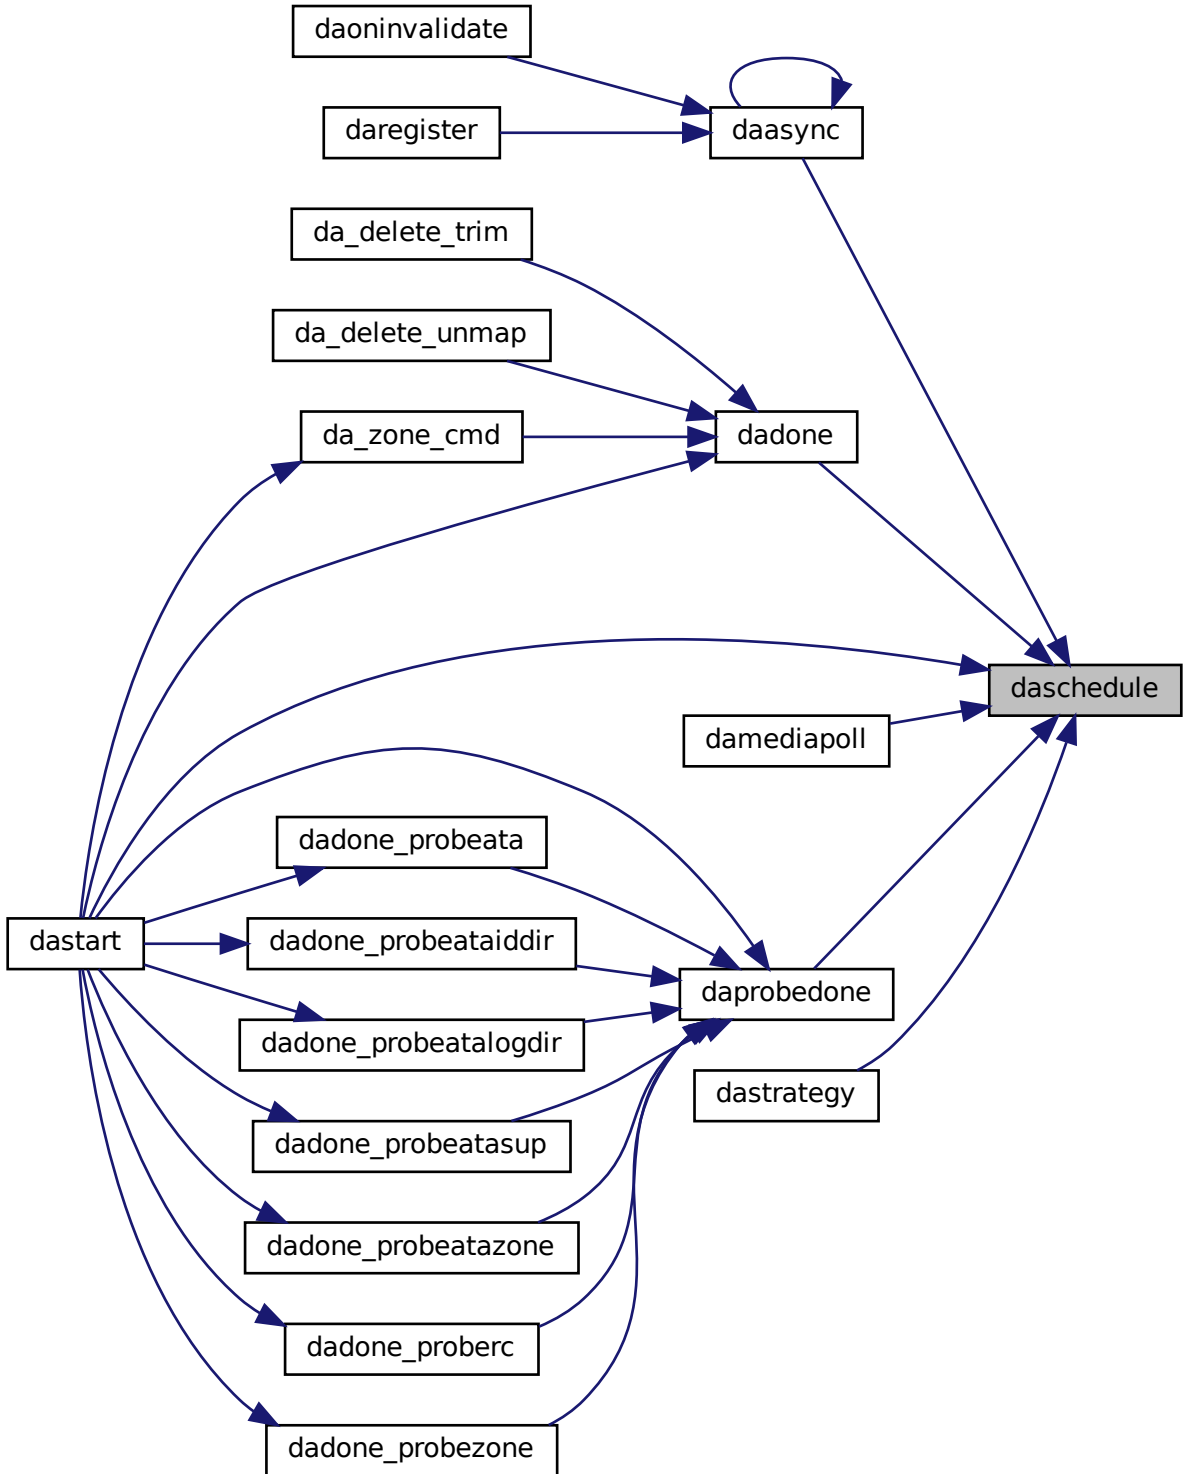 daoninvalidate
daregister
daasync
da_delete_trim
da_delete_unmap
da_zone_cmd
dadone
daschedule
damediapoll
dadone_probeata
dastart
dadone_probeataiddir
daprobedone
dadone_probeatalogdir
dastrategy
dadone_probeatasup
dadone_probeatazone
dadone_proberc
dadone_probezone